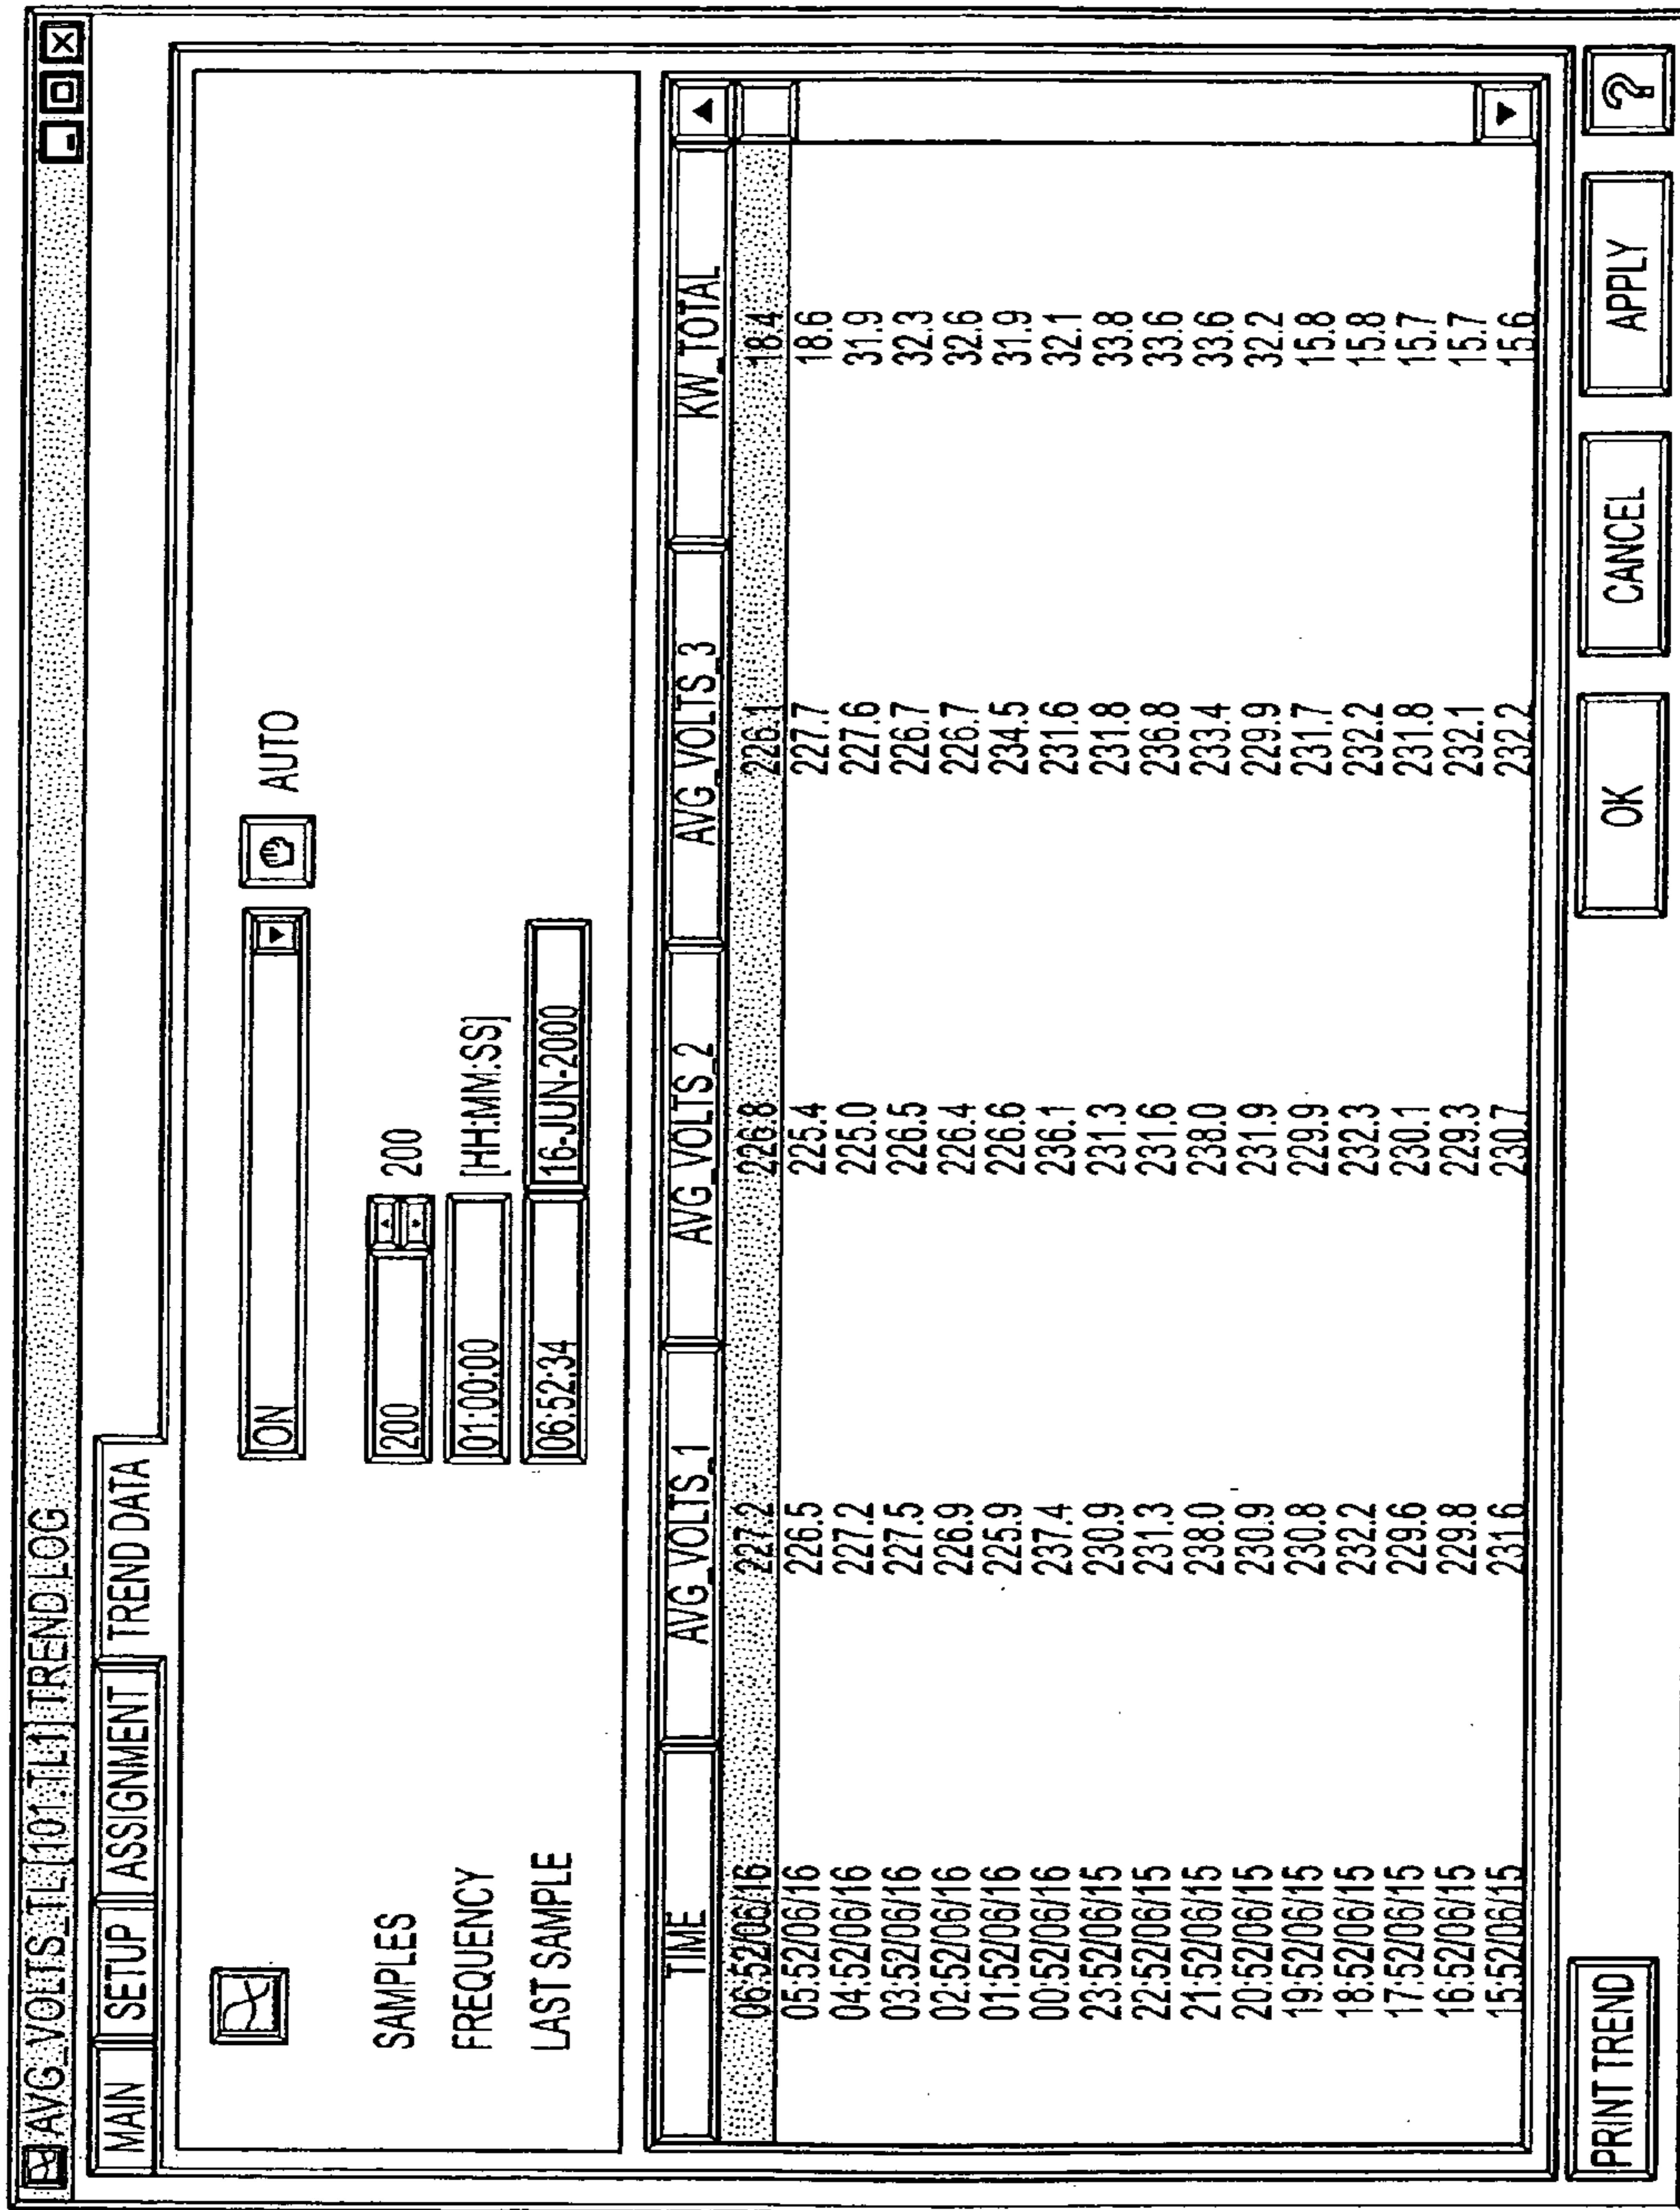 AVG_VOLTS_TL [101.TL1] TREND LOG
MAIN SETUP ASSIGNMENT TREND DATA
ON AUTO
SAMPLES 200 200
FREQUENCY 01:00:00 [HH:MM:SS]
LAST SAMPLE 06:52:34 16-JUN-2000
TIME AVG_VOLTS_1 AVG_VOLTS_2 AVG_VOLTS_3 KW_TOTAL
06:52/06/16 227.2 226.8 226.1 18.4
05:52/06/16 226.5 225.4 227.7 18.6
04:52/06/16 227.2 225.0 227.6 31.9
03:52/06/16 227.5 226.5 226.7 32.3
02:52/06/16 226.9 226.4 226.7 32.6
01:52/06/16 225.9 226.6 234.5 31.9
00:52/06/16 237.4 236.1 231.6 32.1
23:52/06/15 230.9 231.3 231.8 33.8
22:52/06/15 231.3 231.6 236.8 33.6
21:52/06/15 238.0 238.0 233.4 33.6
20:52/06/15 230.9 231.9 229.9 32.2
19:52/06/15 230.8 229.9 231.7 15.8
18:52/06/15 232.2 232.3 232.2 15.8
17:52/06/15 229.6 230.1 231.8 15.7
16:52/06/15 229.8 229.3 232.1 15.7
15:52/06/15 231.6 230.7 232.2 15.6
PRINT TREND OK CANCEL APPLY ?